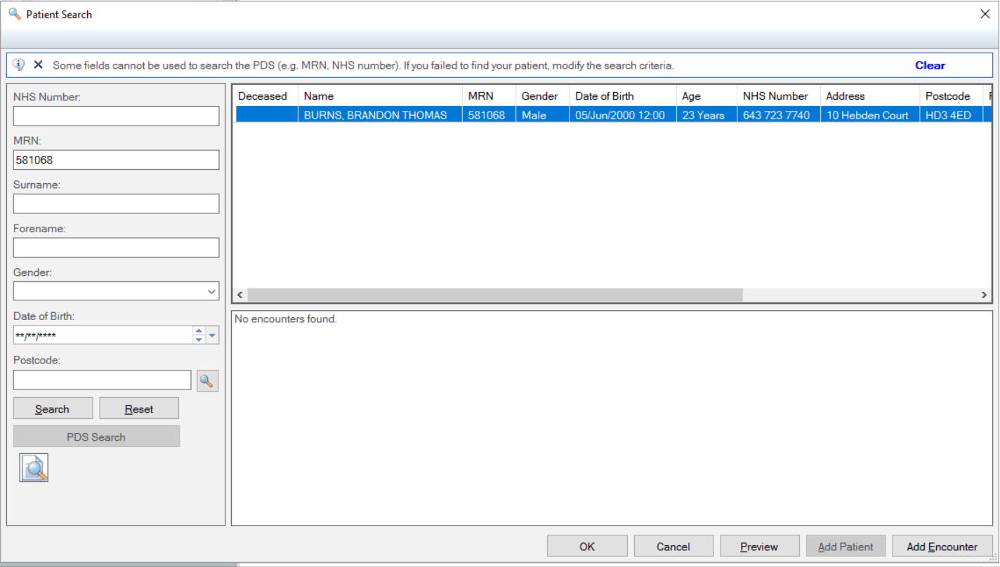 Patient Search
Some fields cannot be used to search the PDS (e.g. MRN, NHS number). If you failed to find your patient, modify the search criteria. Clear
NHS Number:
MRN:
581068
Surname:
Forename:
Gender:
Date of Birth:
**/**/****
Postcode:
Search Reset
PDS Search
Deceased Name MRN Gender Date of Birth Age NHS Number Address Postcode
BURNS, BRANDON THOMAS 581068 Male 05/Jun/2000 12:00 23 Years 643 723 7740 10 Hebden Court HD3 4ED
No encounters found.
OK Cancel Preview Add Patient Add Encounter